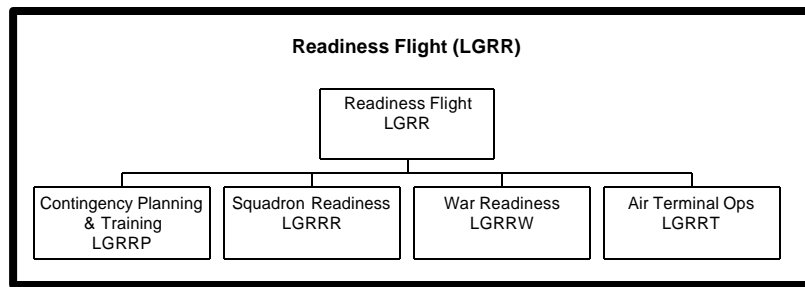 Readiness Flight (LGRR)
Readiness Flight
LGRR
Contingency Planning
& Training
LGRRP
Squadron Readiness
LGRRR
War Readiness
LGRRW
Air Terminal Ops
LGRRT